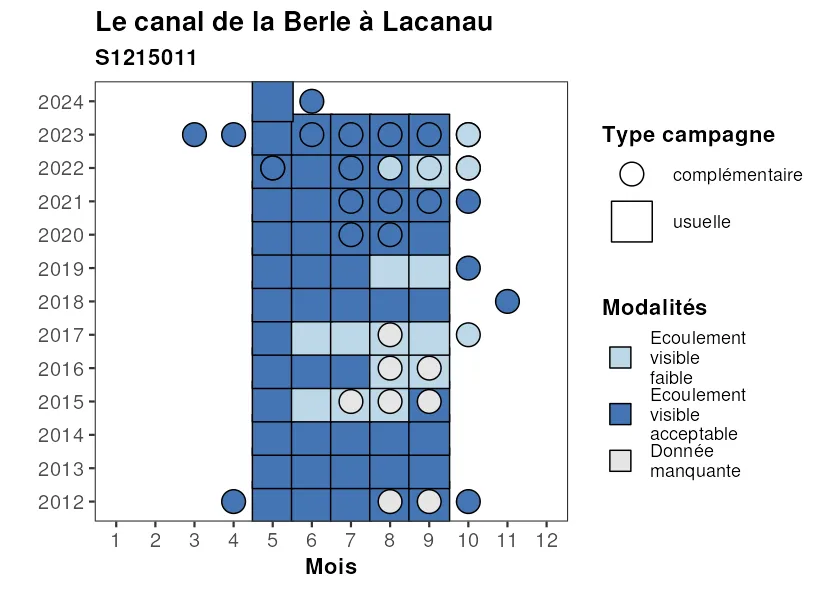 Le canal de la Berle à Lacanau
S1215011
2024
2023
2022
2021
2020
2019
2018
2017
2016
2015
2014
2013
2012
1 2 3 4 5 6 7 8 9 10 11 12
Mois
Type campagne
complémentaire
usuelle
Modalités
Ecoulement
visible
faible
Ecoulement
visible
acceptable
Donnée
manquante